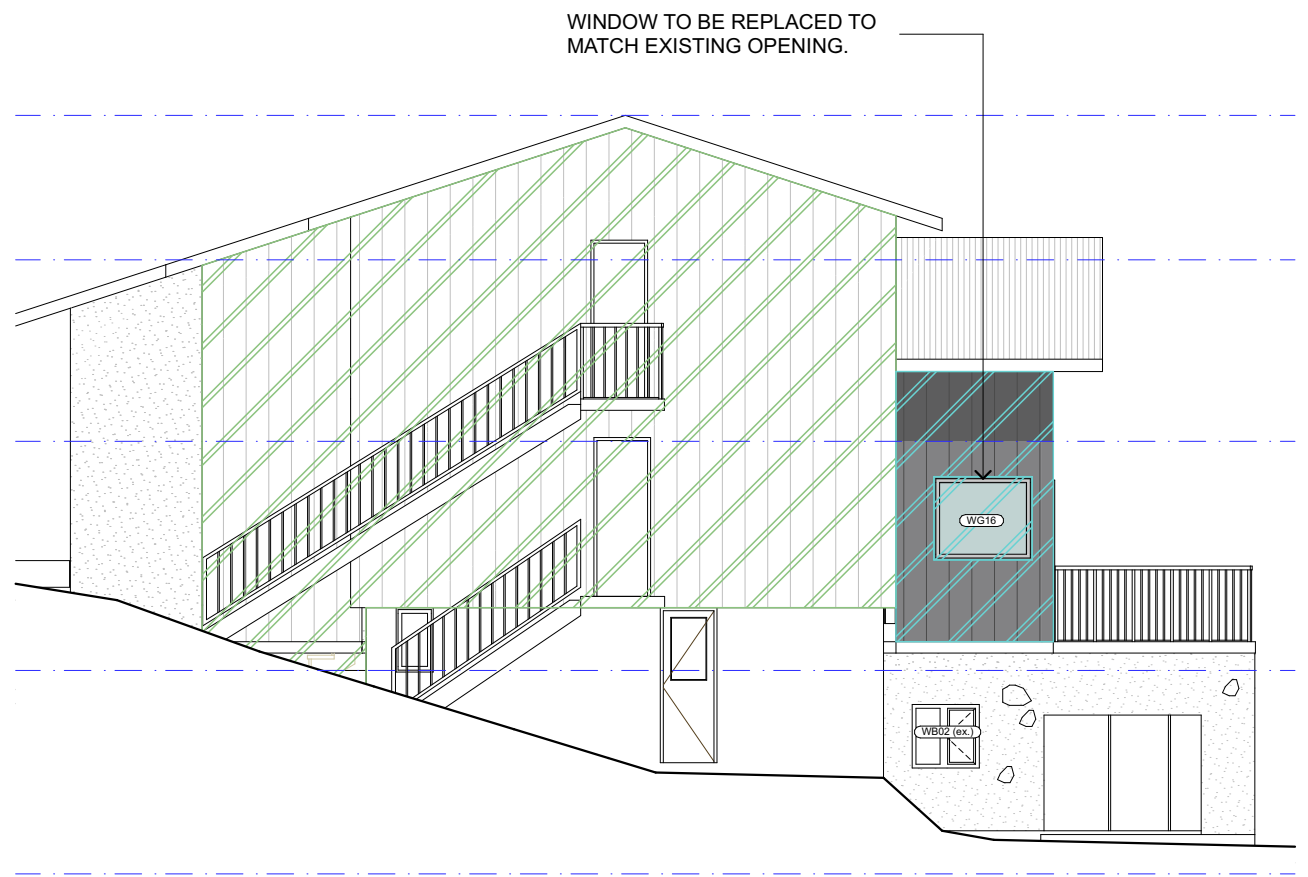 WINDOW TO BE REPLACED TO
MATCH EXISTING OPENING.
WG16
WB02 (ex.)